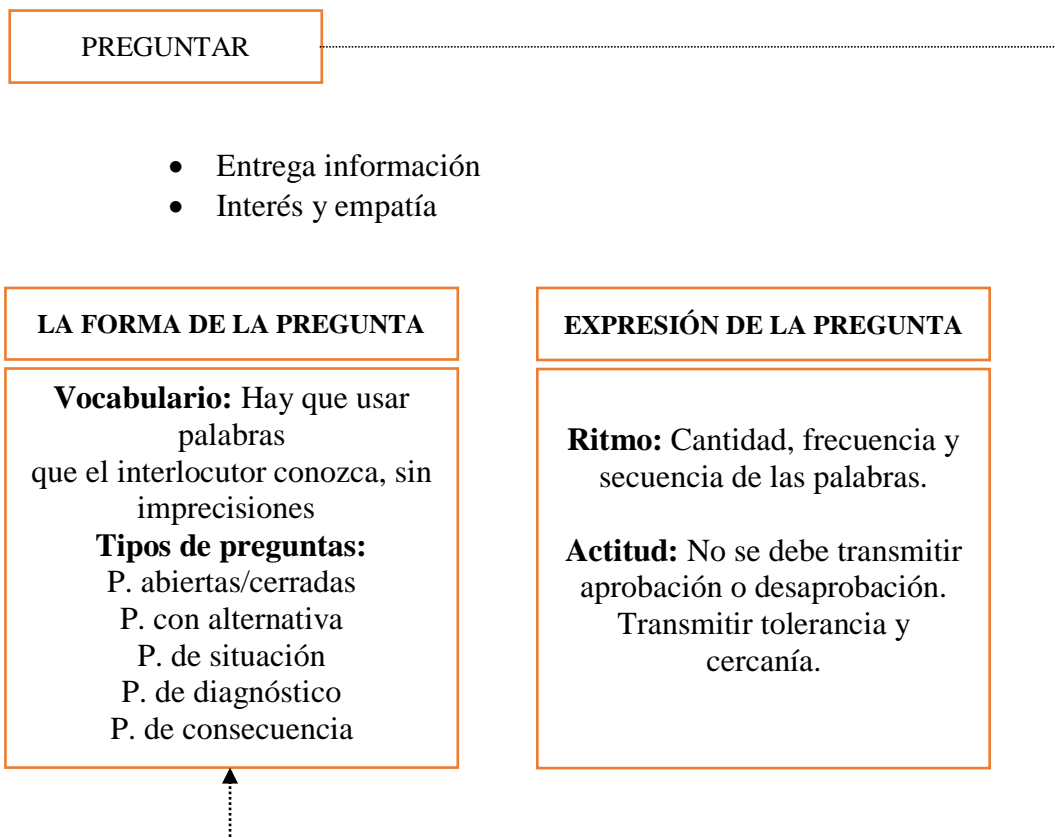 PREGUNTAR
• Entrega información
• Interés y empatía
LA FORMA DE LA PREGUNTA
Vocabulario: Hay que usar
palabras
que el interlocutor conozca, sin
imprecisiones
Tipos de preguntas:
P. abiertas/cerradas
P. con alternativa
P. de situación
P. de diagnóstico
P. de consecuencia
EXPRESIÓN DE LA PREGUNTA
Ritmo: Cantidad, frecuencia y
secuencia de las palabras.
Actitud: No se debe transmitir
aprobación o desaprobación.
Transmitir tolerancia y
cercanía.